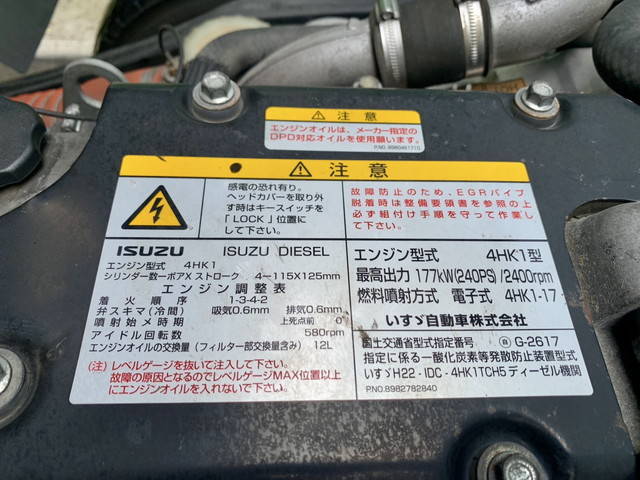 注意
エンジンオイルは、メーカー指定の
DPD対応オイルを使用願います。
注意
感電の恐れ有り。
ヘッドカバーを取り外
す時はキースイッチを
「LOCK」位置に
して下さい。
故障防止のため、EGRパイプ
脱着時は整備要領書を参照の上
必ず組付け手順を守って作業
して下さい。
ISUZU ISUZU DIESEL
エンジン型式 4HK1
シリンダー数ーボアXストローク 4-115X125mm
エンジン調整表
着火順序 1-3-4-2
弁スキマ(冷間) 吸気0.6mm 排気0.6mm
噴射始メ時期 上死点前 0°
アイドル回転数 580rpm
エンジンオイルの交換量(フィルター部交換量含み) 12L
(注)レベルゲージを抜いて注入して下さい。
故障の原因となるのでレベルゲージMAX位置以上
にエンジンオイルを入れないで下さい。
エンジン型式 4HK1型
最高出力 177kW(240PS)/2400rpm
燃料噴射方式 電子式 4HK1-17
いすゞ自動車株式会社
国土交通省型式指定番号 G-2617
指定に係る一酸化炭素等発散防止装置型式
いすゞH22-IDC-4HK1TCH5ディーゼル機関
P.NO.8982782840